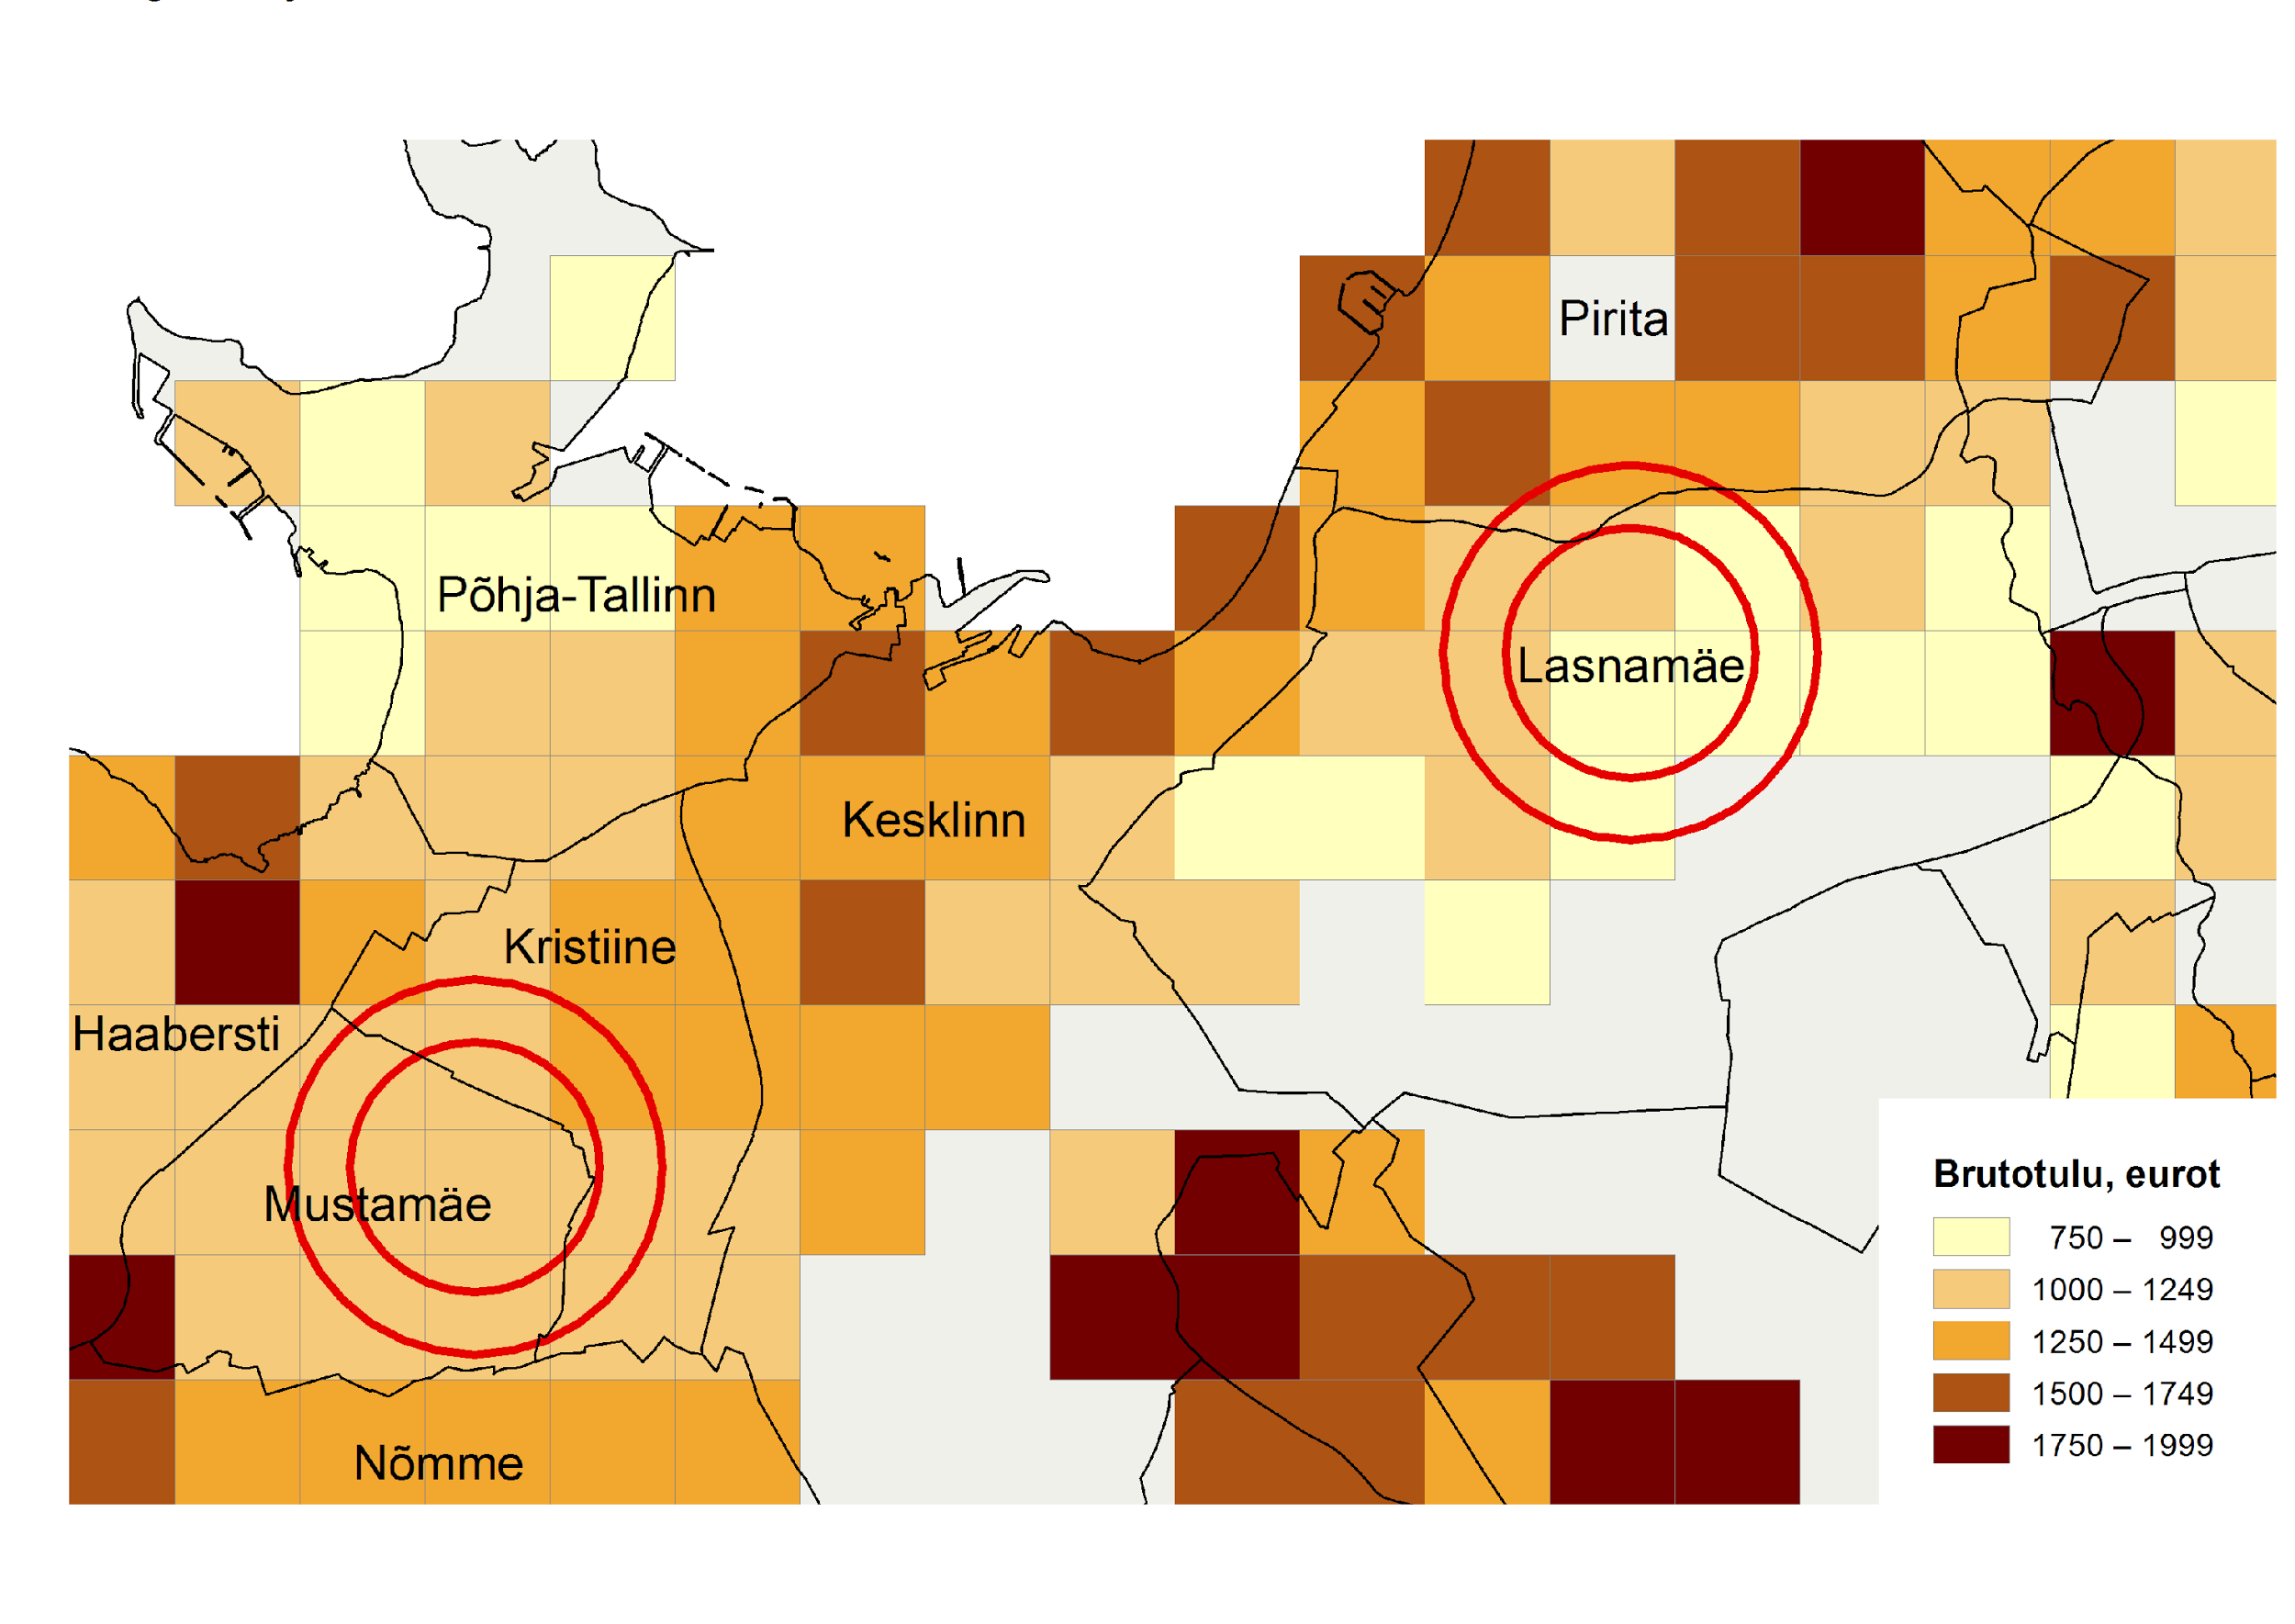 Pirita
Põhja-Tallinn
Lasnamäe
Kesklinn
Kristiine
Haabersti
Mustamäe
Nõmme
Brutotulu, eurot
750 – 999
1000 – 1249
1250 – 1499
1500 – 1749
1750 – 1999